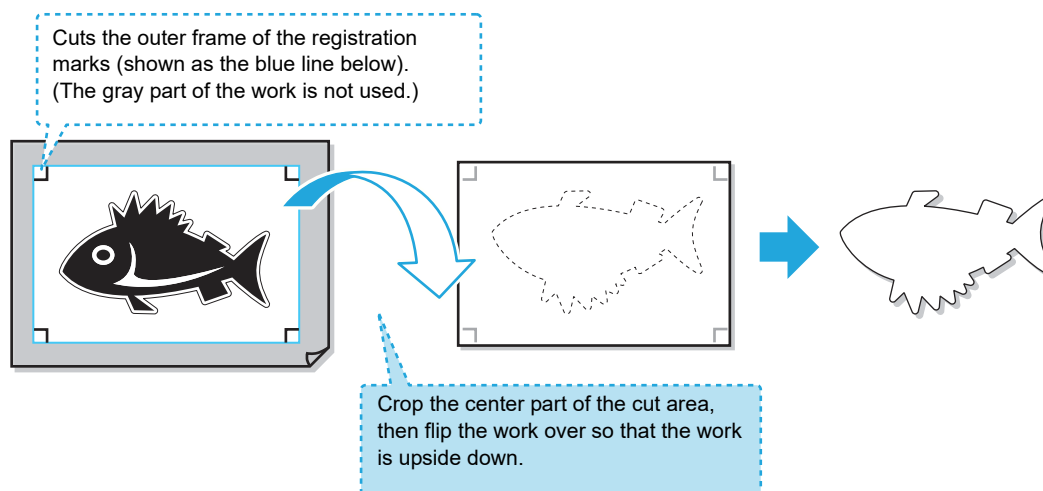 Cuts the outer frame of the registration
marks (shown as the blue line below).
(The gray part of the work is not used.)
Crop the center part of the cut area,
then flip the work over so that the work
is upside down.